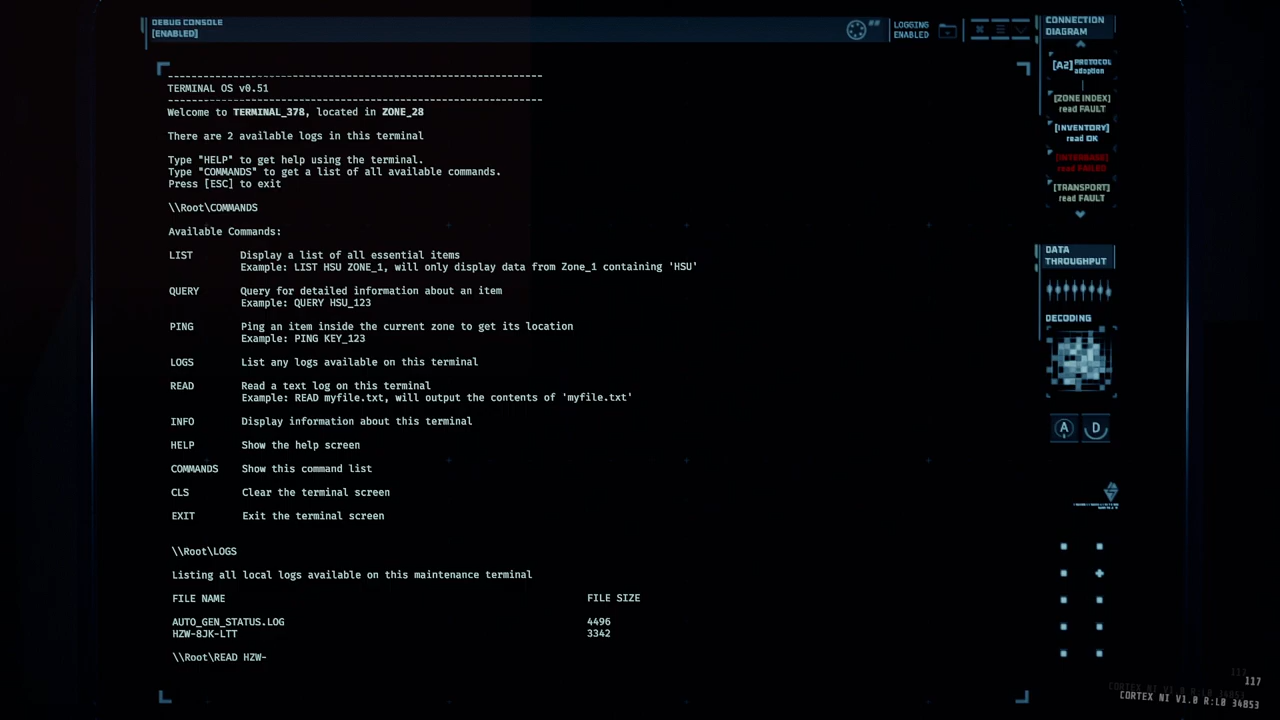 DEBUG CONSOLE
[ENABLED]
LOGGING
ENABLED
------------------------------------------------------
TERMINAL OS v0.51
------------------------------------------------------
Welcome to TERMINAL_378, located in ZONE_28
There are 2 available logs in this terminal
Type "HELP" to get help using the terminal.
Type "COMMANDS" to get a list of all available commands.
Press [ESC] to exit
\\Root\COMMANDS
Available Commands:
LIST Display a list of all essential items
Example: LIST HSU ZONE_1, will only display data from Zone_1 containing 'HSU'
QUERY Query for detailed information about an item
Example: QUERY HSU_123
PING Ping an item inside the current zone to get its location
Example: PING KEY_123
LOGS List any logs available on this terminal
READ Read a text log on this terminal
Example: READ myfile.txt, will output the contents of 'myfile.txt'
INFO Display information about this terminal
HELP Show the help screen
COMMANDS Show this command list
CLS Clear the terminal screen
EXIT Exit the terminal screen
\\Root\LOGS
Listing all local logs available on this maintenance terminal
FILE NAME FILE SIZE
AUTO_GEN_STATUS.LOG 4496
HZW-8JK-LTT 3342
\\Root\READ HZW-
CONNECTION
DIAGRAM
[A2] PROTOCOL
adoption
[ZONE INDEX]
read FAULT
[INVENTORY]
read OK
[INTERBASE]
read FAILED
[TRANSPORT]
read FAULT
DATA
THROUGHPUT
DECODING
A D
117
CORTEX NI V1.0 R:L0 34853